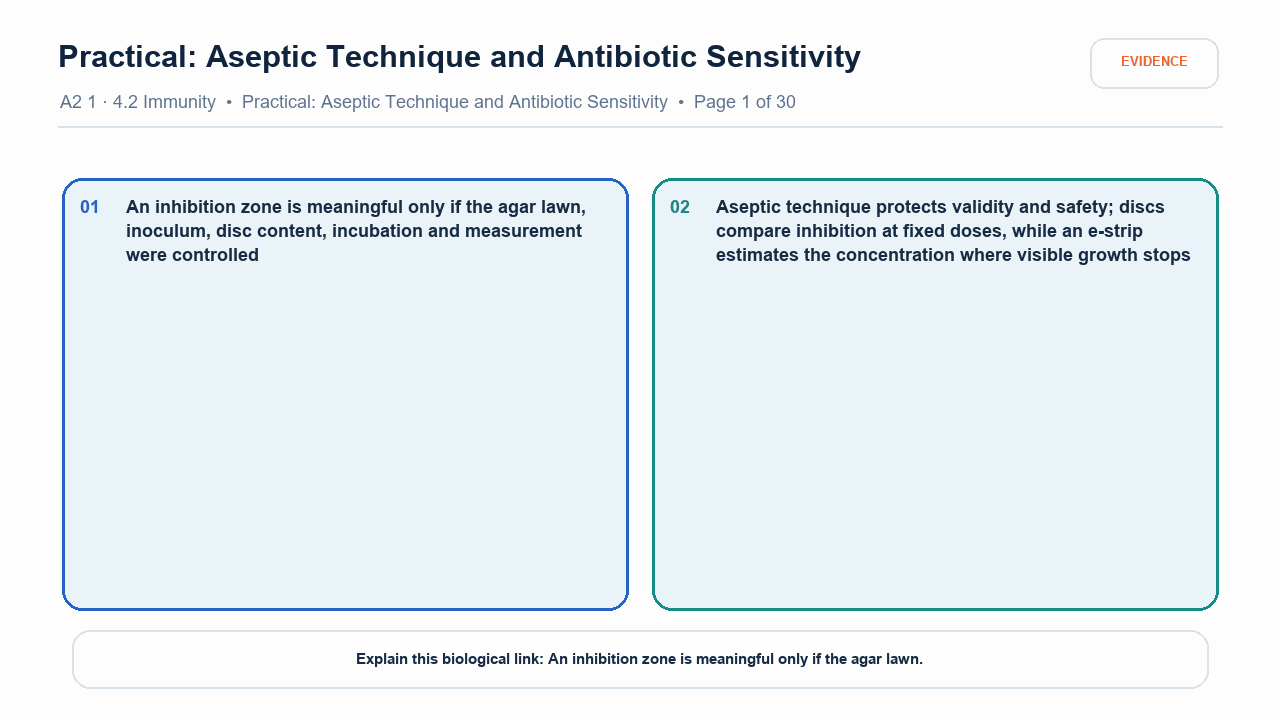 Practical: Aseptic Technique and Antibiotic Sensitivity
EVIDENCE
A2 1 · 4.2 Immunity • Practical: Aseptic Technique and Antibiotic Sensitivity • Page 1 of 30
01
An inhibition zone is meaningful only if the agar lawn,
inoculum, disc content, incubation and measurement
were controlled
02
Aseptic technique protects validity and safety; discs
compare inhibition at fixed doses, while an e-strip
estimates the concentration where visible growth stops
Explain this biological link: An inhibition zone is meaningful only if the agar lawn.